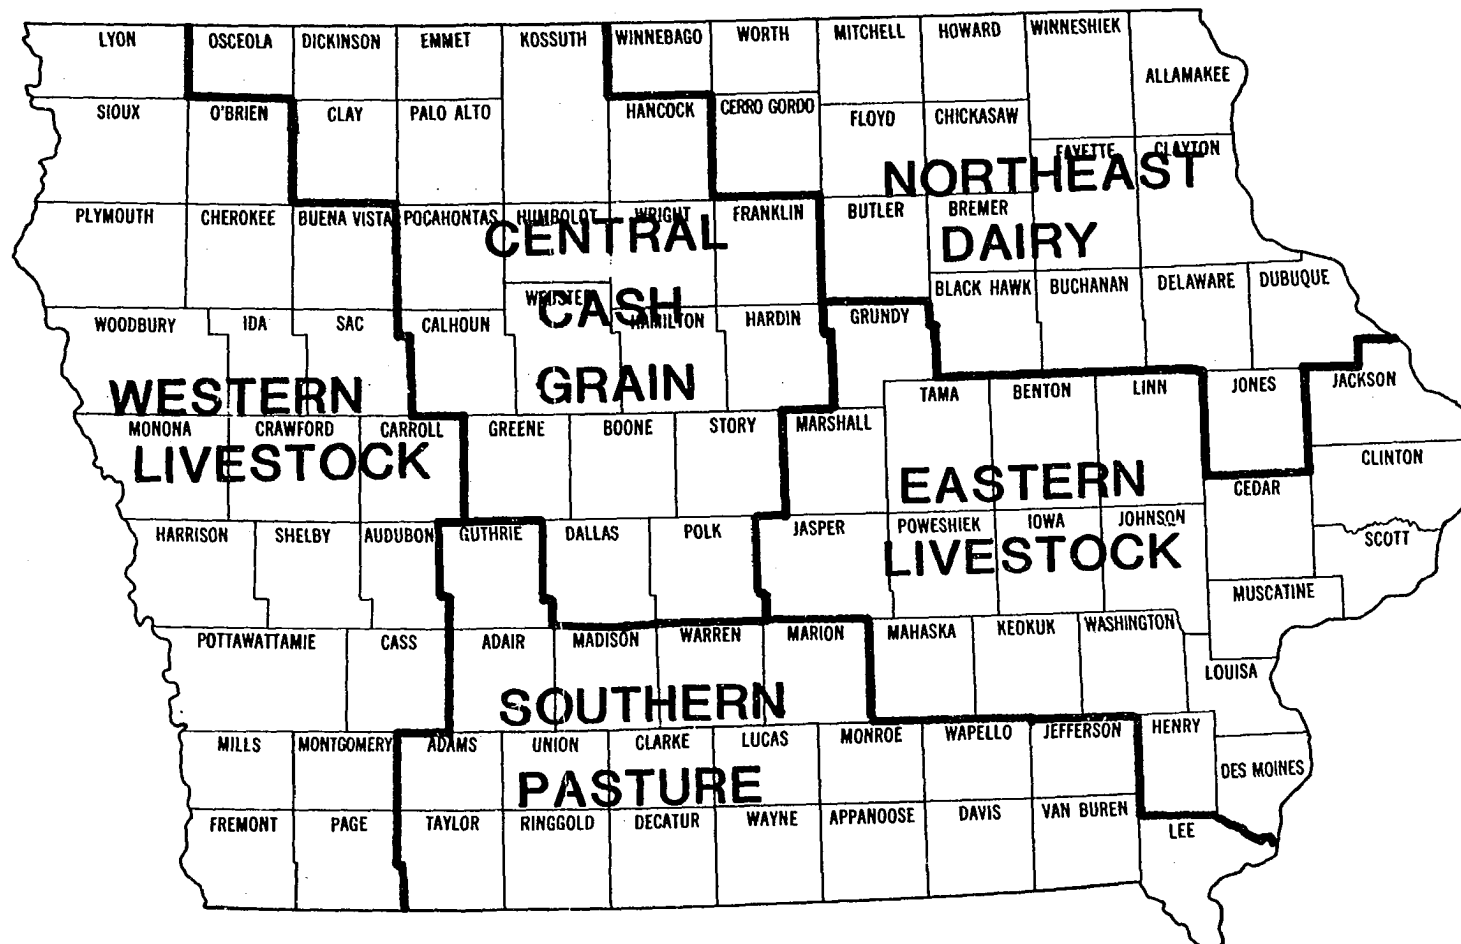 LYON OSCEOLA DICKINSON EMMET KOSSUTH WINNEBAGO WORTH MITCHELL HOWARD WINNESHIEK
ALLAMAKEE
SIOUX O'BRIEN CLAY PALO ALTO HANCOCK CERRO GORDO FLOYD CHICKASAW
FAYETTE CLAYTON
NORTHEAST
PLYMOUTH CHEROKEE BUENA VISTA POCAHONTAS HUMBOLDT WRIGHT FRANKLIN BUTLER BREMER
CENTRAL
DAIRY
BLACK HAWK BUCHANAN DELAWARE DUBUQUE
WEBSTER
CASH
WOODBURY IDA SAC CALHOUN HAMILTON HARDIN GRUNDY
GRAIN
WESTERN
TAMA BENTON LINN JONES JACKSON
MONONA CRAWFORD CARROLL GREENE BOONE STORY MARSHALL
LIVESTOCK
CLINTON
EASTERN
CEDAR
HARRISON SHELBY AUDUBON GUTHRIE DALLAS POLK JASPER POWESHIEK IOWA JOHNSON
SCOTT
LIVESTOCK
MUSCATINE
POTTAWATTAMIE CASS ADAIR MADISON WARREN MARION MAHASKA KEOKUK WASHINGTON
LOUISA
SOUTHERN
MILLS MONTGOMERY ADAMS UNION CLARKE LUCAS MONROE WAPELLO JEFFERSON HENRY
DES MOINES
PASTURE
FREMONT PAGE TAYLOR RINGGOLD DECATUR WAYNE APPANOOSE DAVIS VAN BUREN
LEE